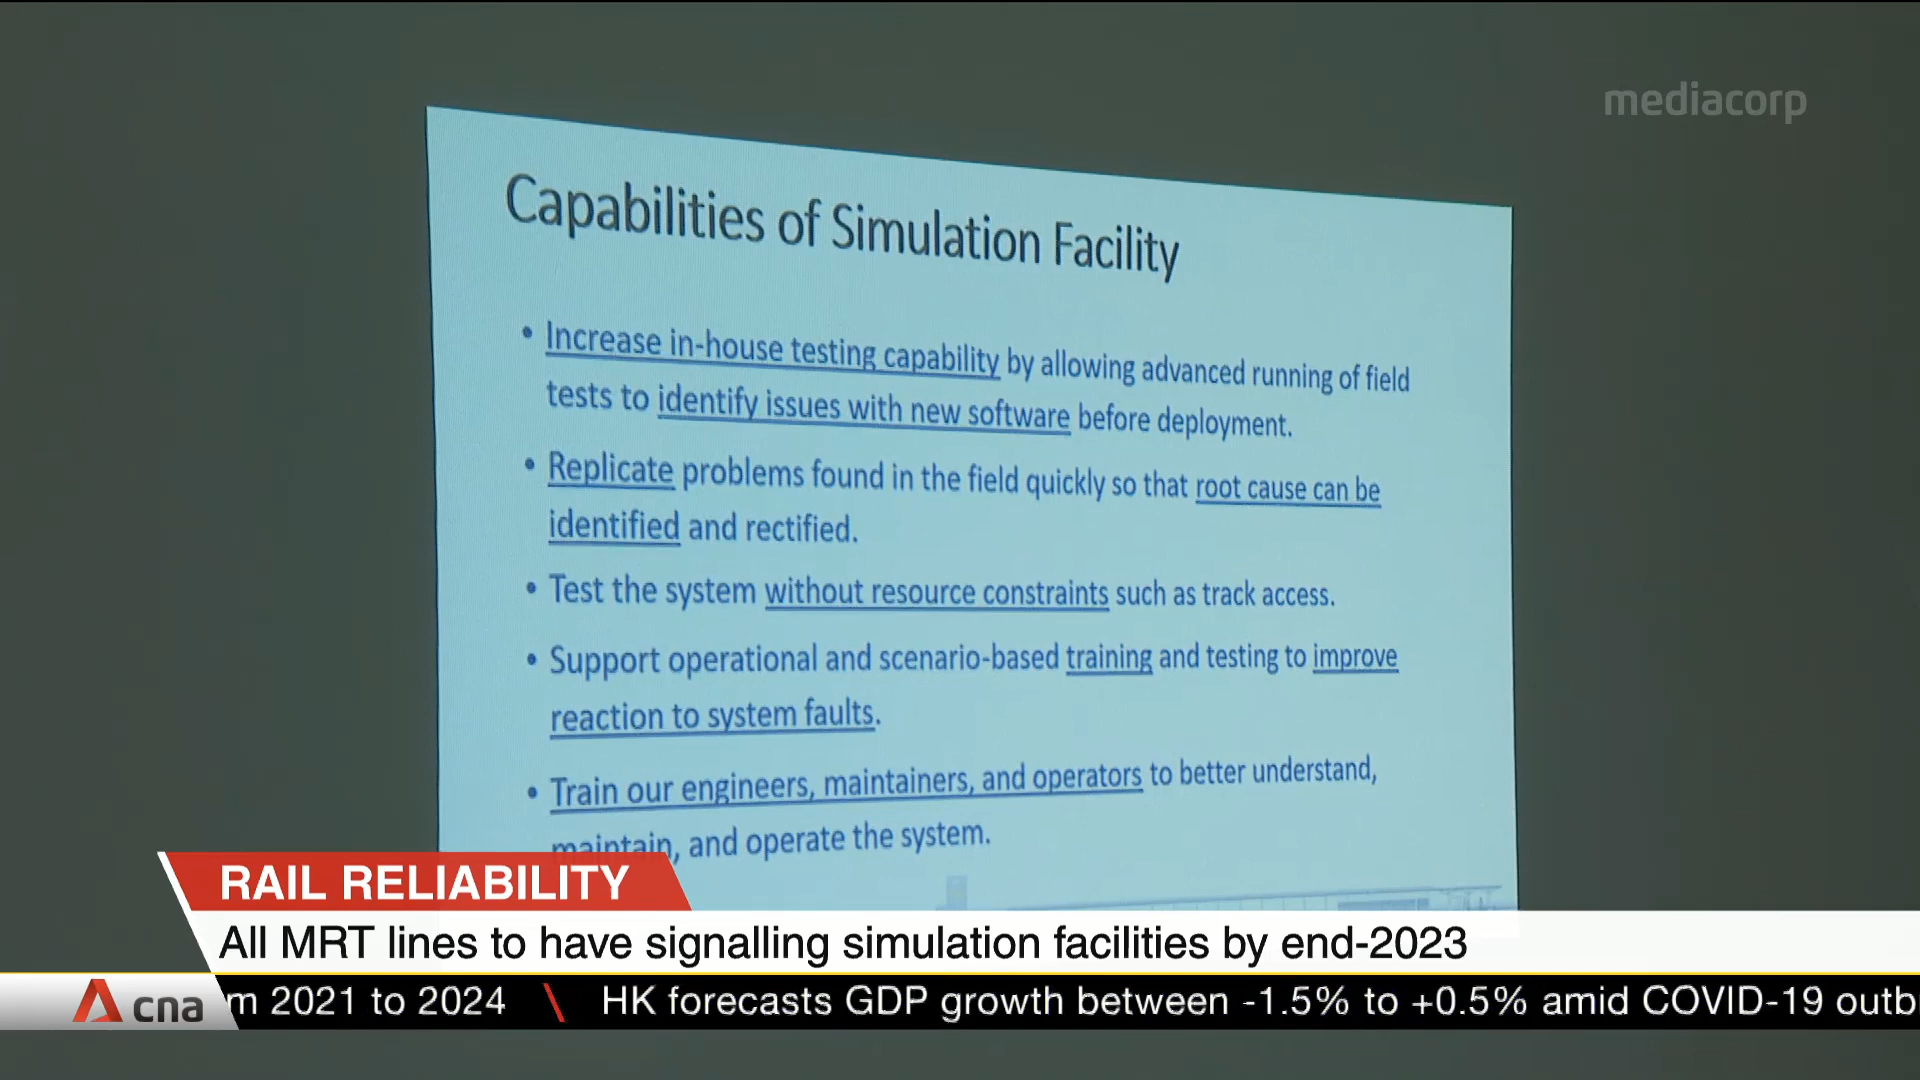 mediacorp
Capabilities of Simulation Facility
• Increase in-house testing capability by allowing advanced running of field
tests to identify issues with new software before deployment.
• Replicate problems found in the field quickly so that root cause can be
identified and rectified.
• Test the system without resource constraints such as track access.
• Support operational and scenario-based training and testing to improve
reaction to system faults.
• Train our engineers, maintainers, and operators to better understand,
maintain, and operate the system.
RAIL RELIABILITY
All MRT lines to have signalling simulation facilities by end-2023
cna
m 2021 to 2024 \ HK forecasts GDP growth between -1.5% to +0.5% amid COVID-19 outb